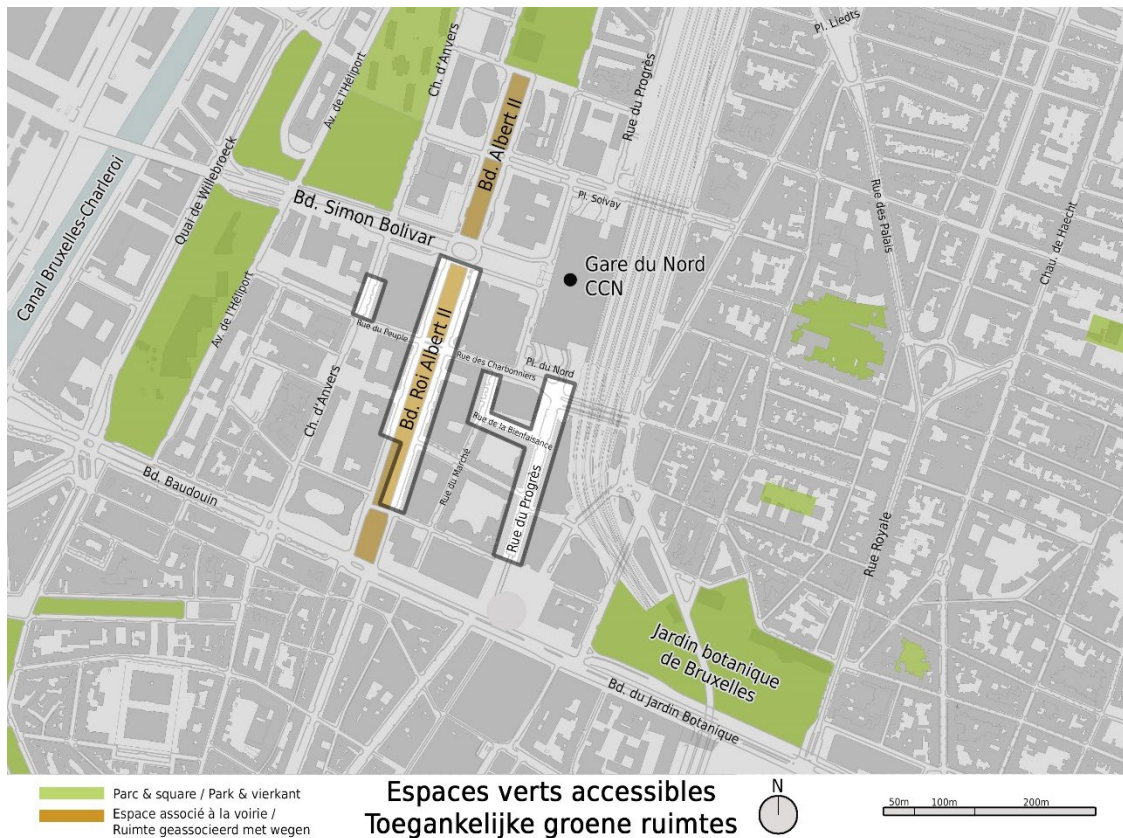 Pl. Liedts
Ch. d'Anvers
Av. de l'Héliport
Rue du Progrès
Bd. Albert II
Canal Bruxelles-Charleroi
Quai de Willebroeck
Bd. Simon Bolivar
Pl. Solvay
Rue des Palais
Chau. de Haecht
Gare du Nord
CCN
Av. de l'Héliport
Rue du Peuple
Bd. Roi Albert II
Rue des Charbonniers
Pl. du Nord
Ch. d'Anvers
Rue de la Bienfaisance
Rue du Marché
Rue du Progrès
Bd. Baudouin
Rue Royale
Jardin botanique
de Bruxelles
Bd. du Jardin Botanique
Parc & square / Park & vierkant
Espace associé à la voirie /
Ruimte geassocieerd met wegen
Espaces verts accessibles
Toegankelijke groene ruimtes
N
50m 100m 200m